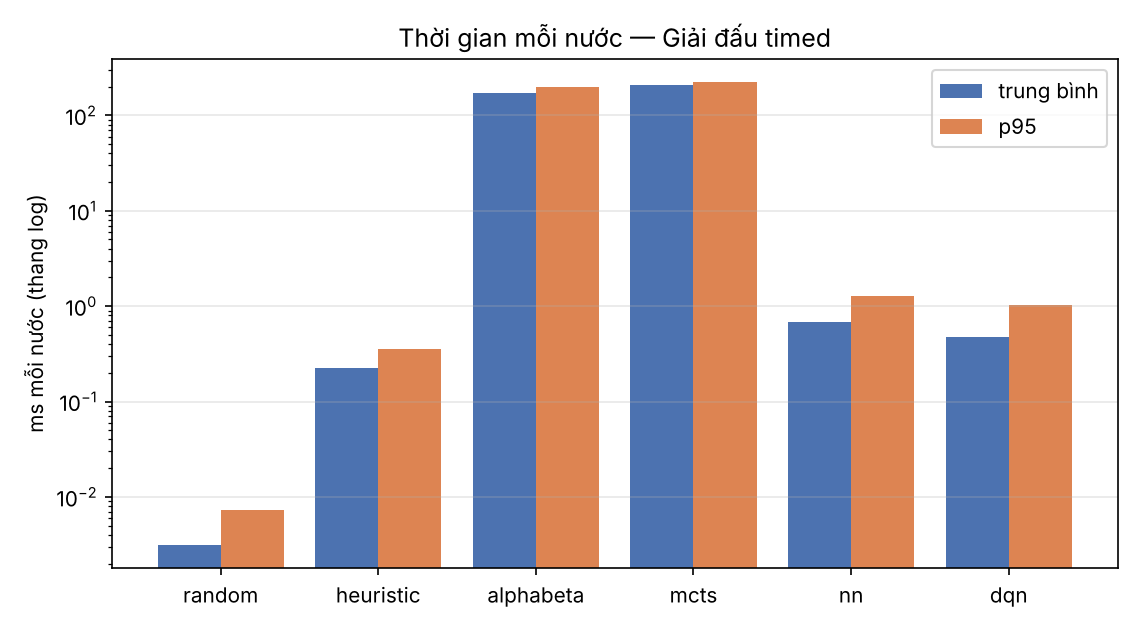 Thời gian mỗi nước — Giải đấu timed
trung bình
p95
ms mỗi nước (thang log)
10²
10¹
10⁰
10⁻¹
10⁻²
random heuristic alphabeta mcts nn dqn